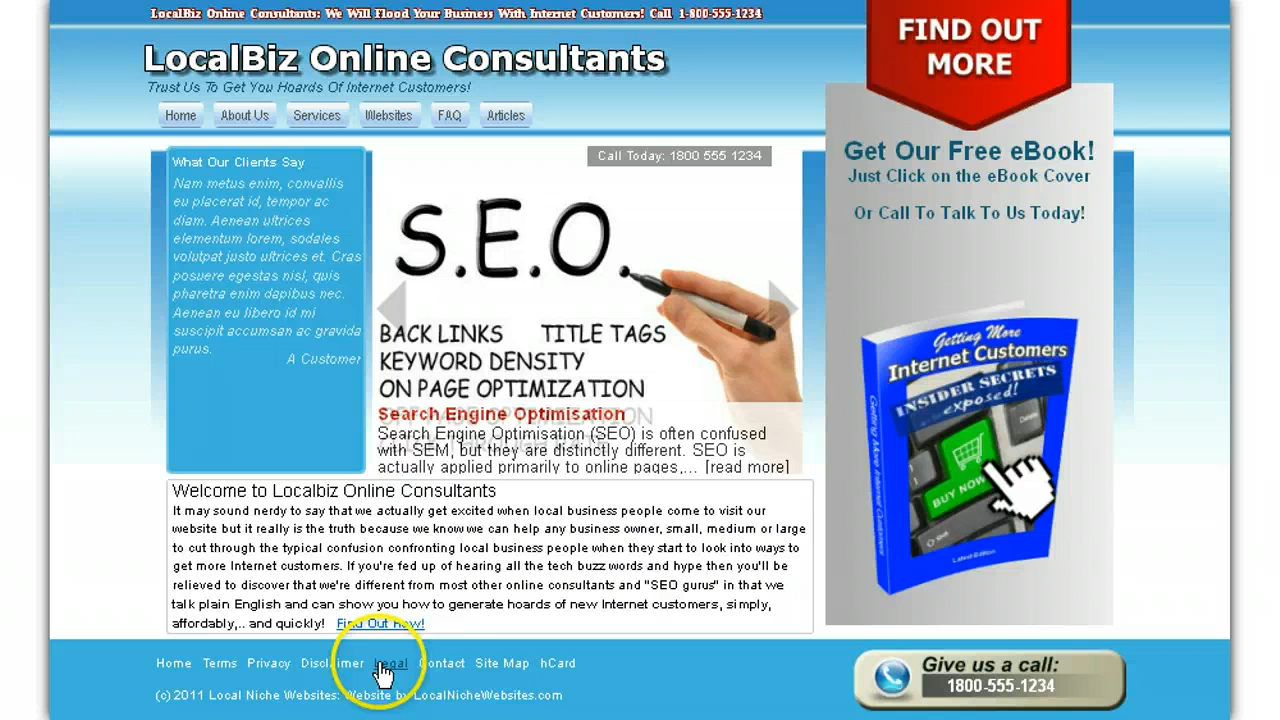 LocalBiz Online Consultants: We Will Flood Your Business With Internet Customers! Call 1-800-555-1234
LocalBiz Online Consultants
Trust Us To Get You Hoards Of Internet Customers!
Home About Us Services Websites FAQ Articles
FIND OUT
MORE
What Our Clients Say
Nam metus enim, convallis
eu placerat id, tempor ac
diam. Aenean ultrices
elementum lorem, sodales
volutpat justo ultrices et. Cras
posuere egestas nisl, quis
pharetra enim dapibus nec.
Aenean eu libero id mi
suscipit accumsan ac gravida
purus.
A Customer
Call Today: 1800 555 1234
S.E.O.
BACK LINKS TITLE TAGS
KEYWORD DENSITY
ON PAGE OPTIMIZATION
Search Engine Optimisation
Search Engine Optimisation (SEO) is often confused
with SEM, but they are distinctly different. SEO is
actually applied primarily to online pages,... [read more]
Get Our Free eBook!
Just Click on the eBook Cover
Or Call To Talk To Us Today!
Getting More
Internet Customers
INSIDER SECRETS
exposed!
Delete
BUY NOW
Latest Edition
Getting More Internet Customers
Welcome to Localbiz Online Consultants
It may sound nerdy to say that we actually get excited when local business people come to visit our
website but it really is the truth because we know we can help any business owner, small, medium or large
to cut through the typical confusion confronting local business people when they start to look into ways to
get more Internet customers. If you're fed up of hearing all the tech buzz words and hype then you'll be
relieved to discover that we're different from most other online consultants and "SEO gurus" in that we
talk plain English and can show you how to generate hoards of new Internet customers, simply,
affordably,.. and quickly! Find Out How!
Home Terms Privacy Disclaimer Legal Contact Site Map hCard
(c) 2011 Local Niche Websites: Website by LocalNicheWebsites.com
Give us a call:
1800-555-1234